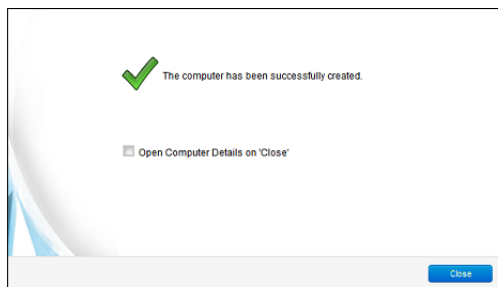 The computer has been successfully created.
Open Computer Details on 'Close'
Close